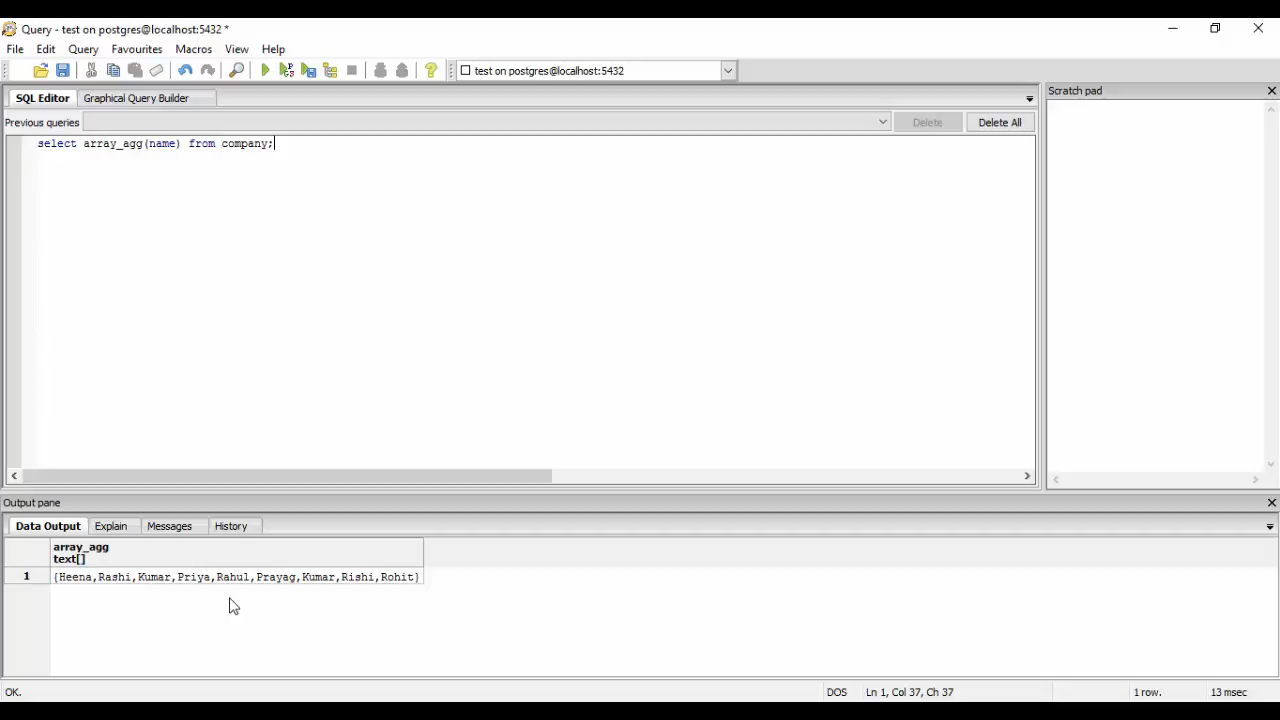 Query - test on postgres@localhost:5432 *
File Edit Query Favourites Macros View Help
test on postgres@localhost:5432
SQL Editor Graphical Query Builder
Scratch pad
Previous queries Delete Delete All
select array_agg(name) from company;
Output pane
Data Output Explain Messages History
array_agg
text[]
1 {Heena,Rashi,Kumar,Priya,Rahul,Prayag,Kumar,Rishi,Rohit}
OK. DOS Ln 1, Col 37, Ch 37 1 row. 13 msec